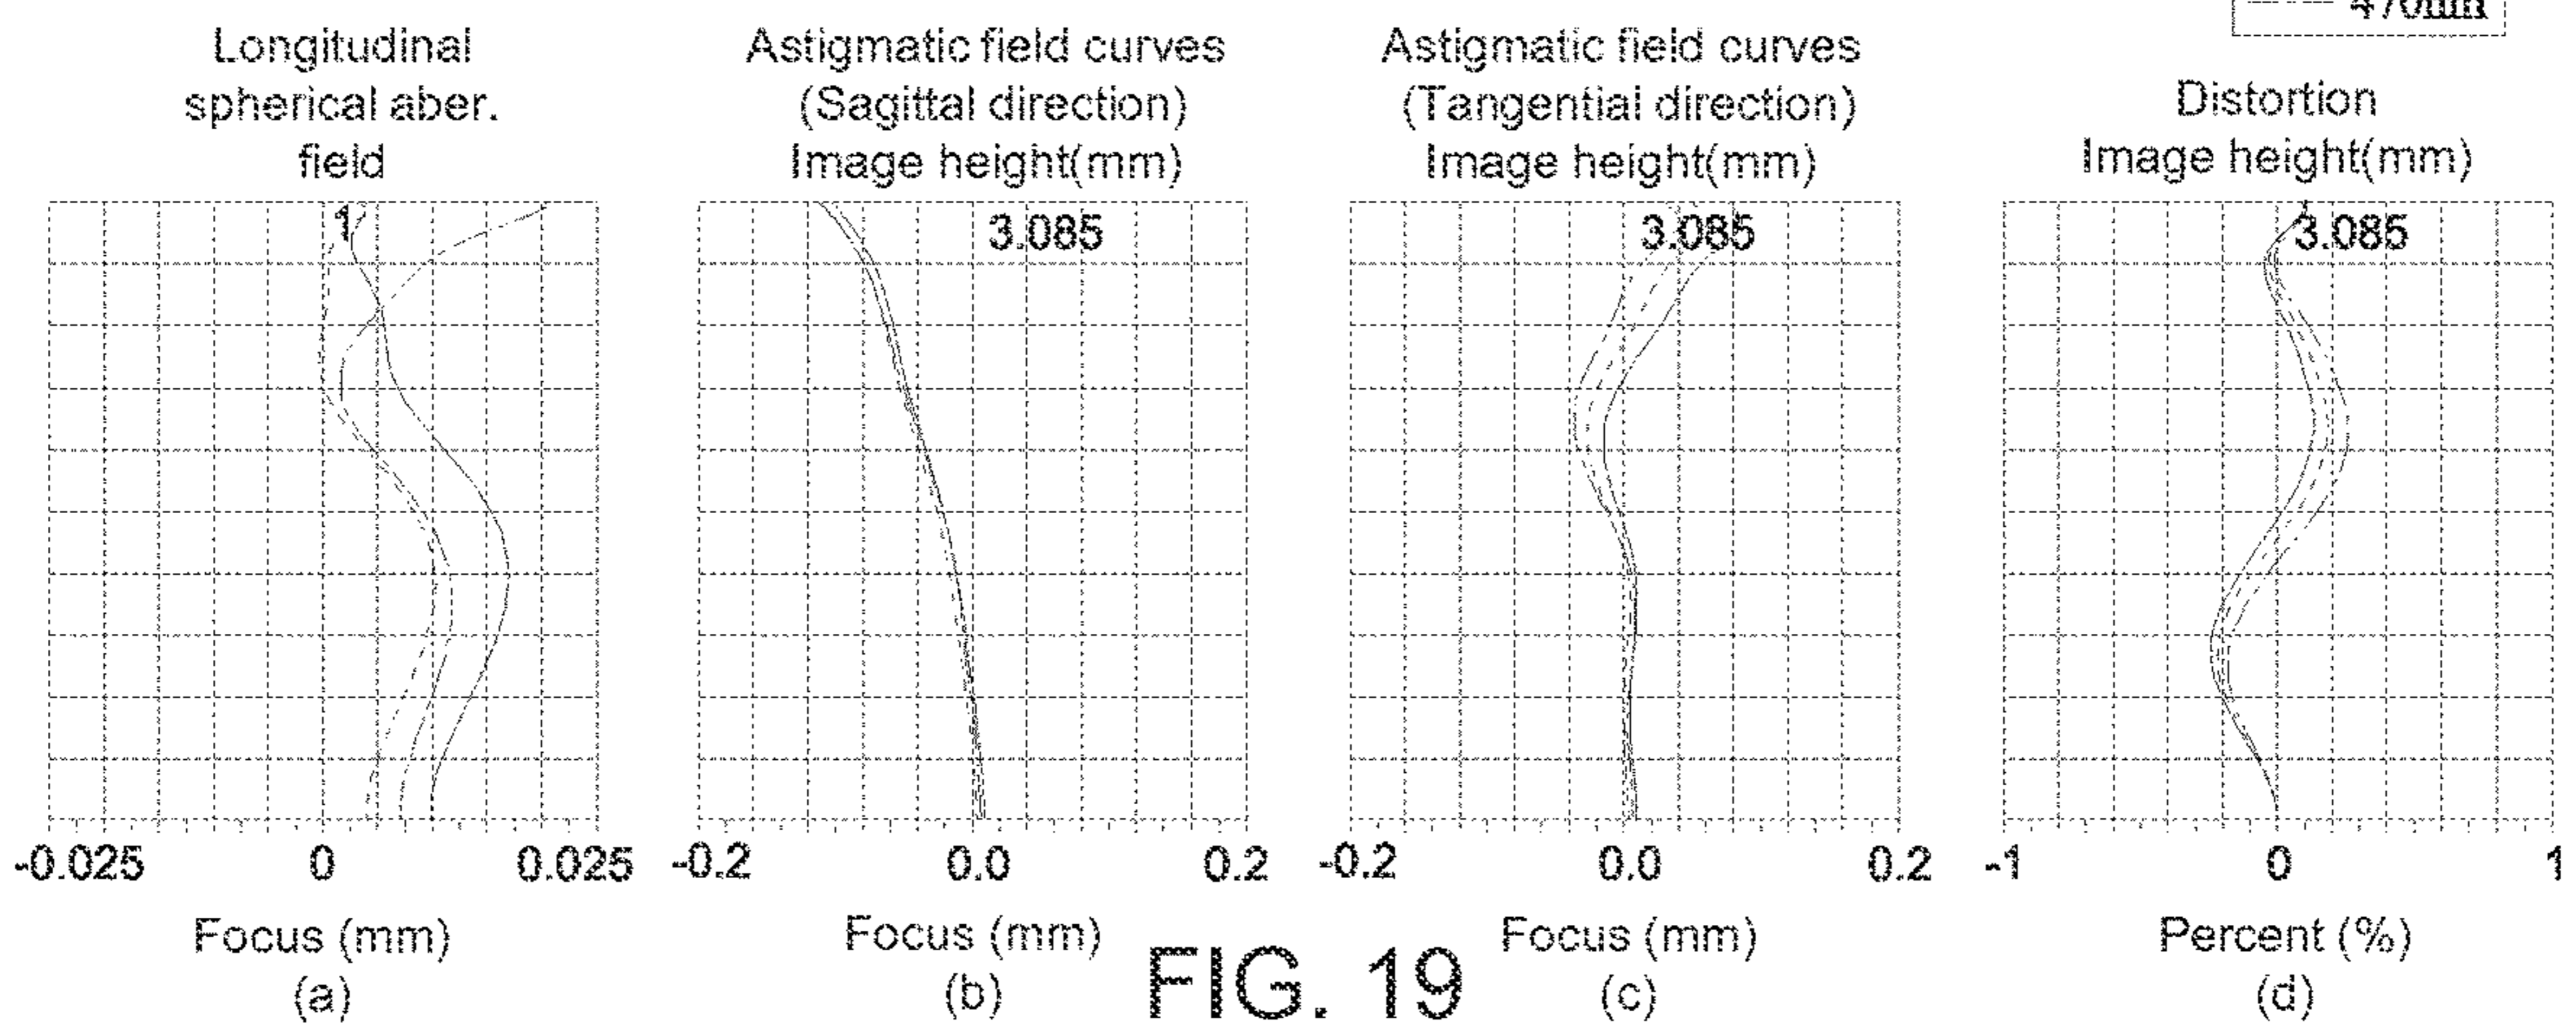 470nm
Longitudinal
spherical aber.
field
1
-0.025 0 0.025
Focus (mm)
(a)
Astigmatic field curves
(Sagittal direction)
Image height(mm)
3.085
-0.2 0.0 0.2
Focus (mm)
(b)
Astigmatic field curves
(Tangential direction)
Image height(mm)
3.085
-0.2 0.0 0.2
Focus (mm)
(c)
Distortion
Image height(mm)
3.085
-1 0 1
Percent (%)
(d)
FIG. 19